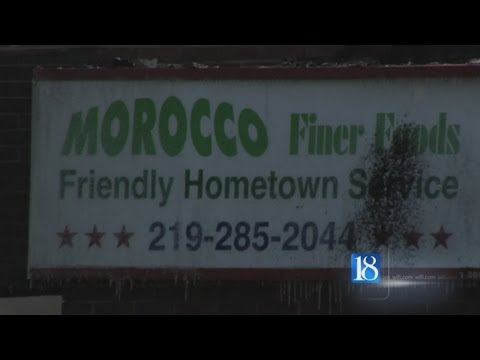 MOROCCO Finer Foods
Friendly Hometown Service
★★★ 219-285-2044 ★★★
18